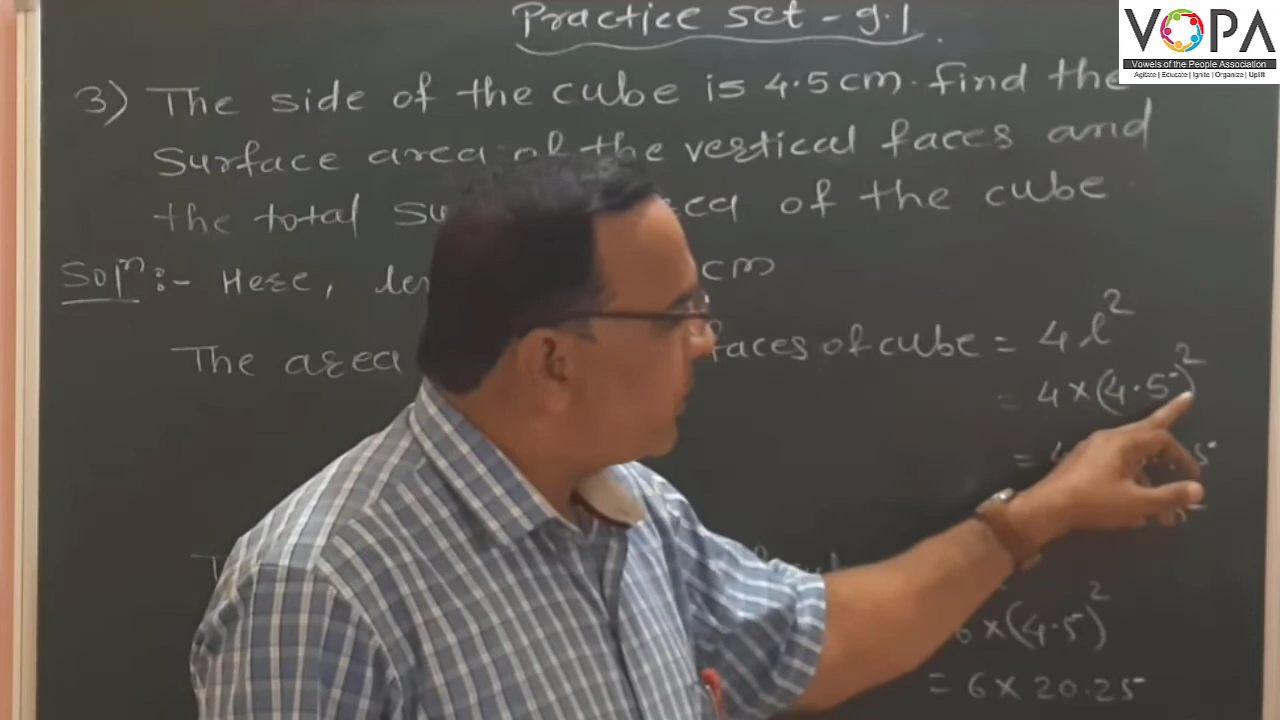 Practice set - 9.1
VOPA
Vowels of the People Association
Agitate | Educate | Ignite | Organize | Uplift
3) The side of the cube is 4.5 cm. find the
surface area of the vertical faces and
the total of the cube
Solⁿ :- Here, cm
The area faces of cube = 4l²
= 4×(4.5)²
=
6×(4.5)²
= 6× 20.25